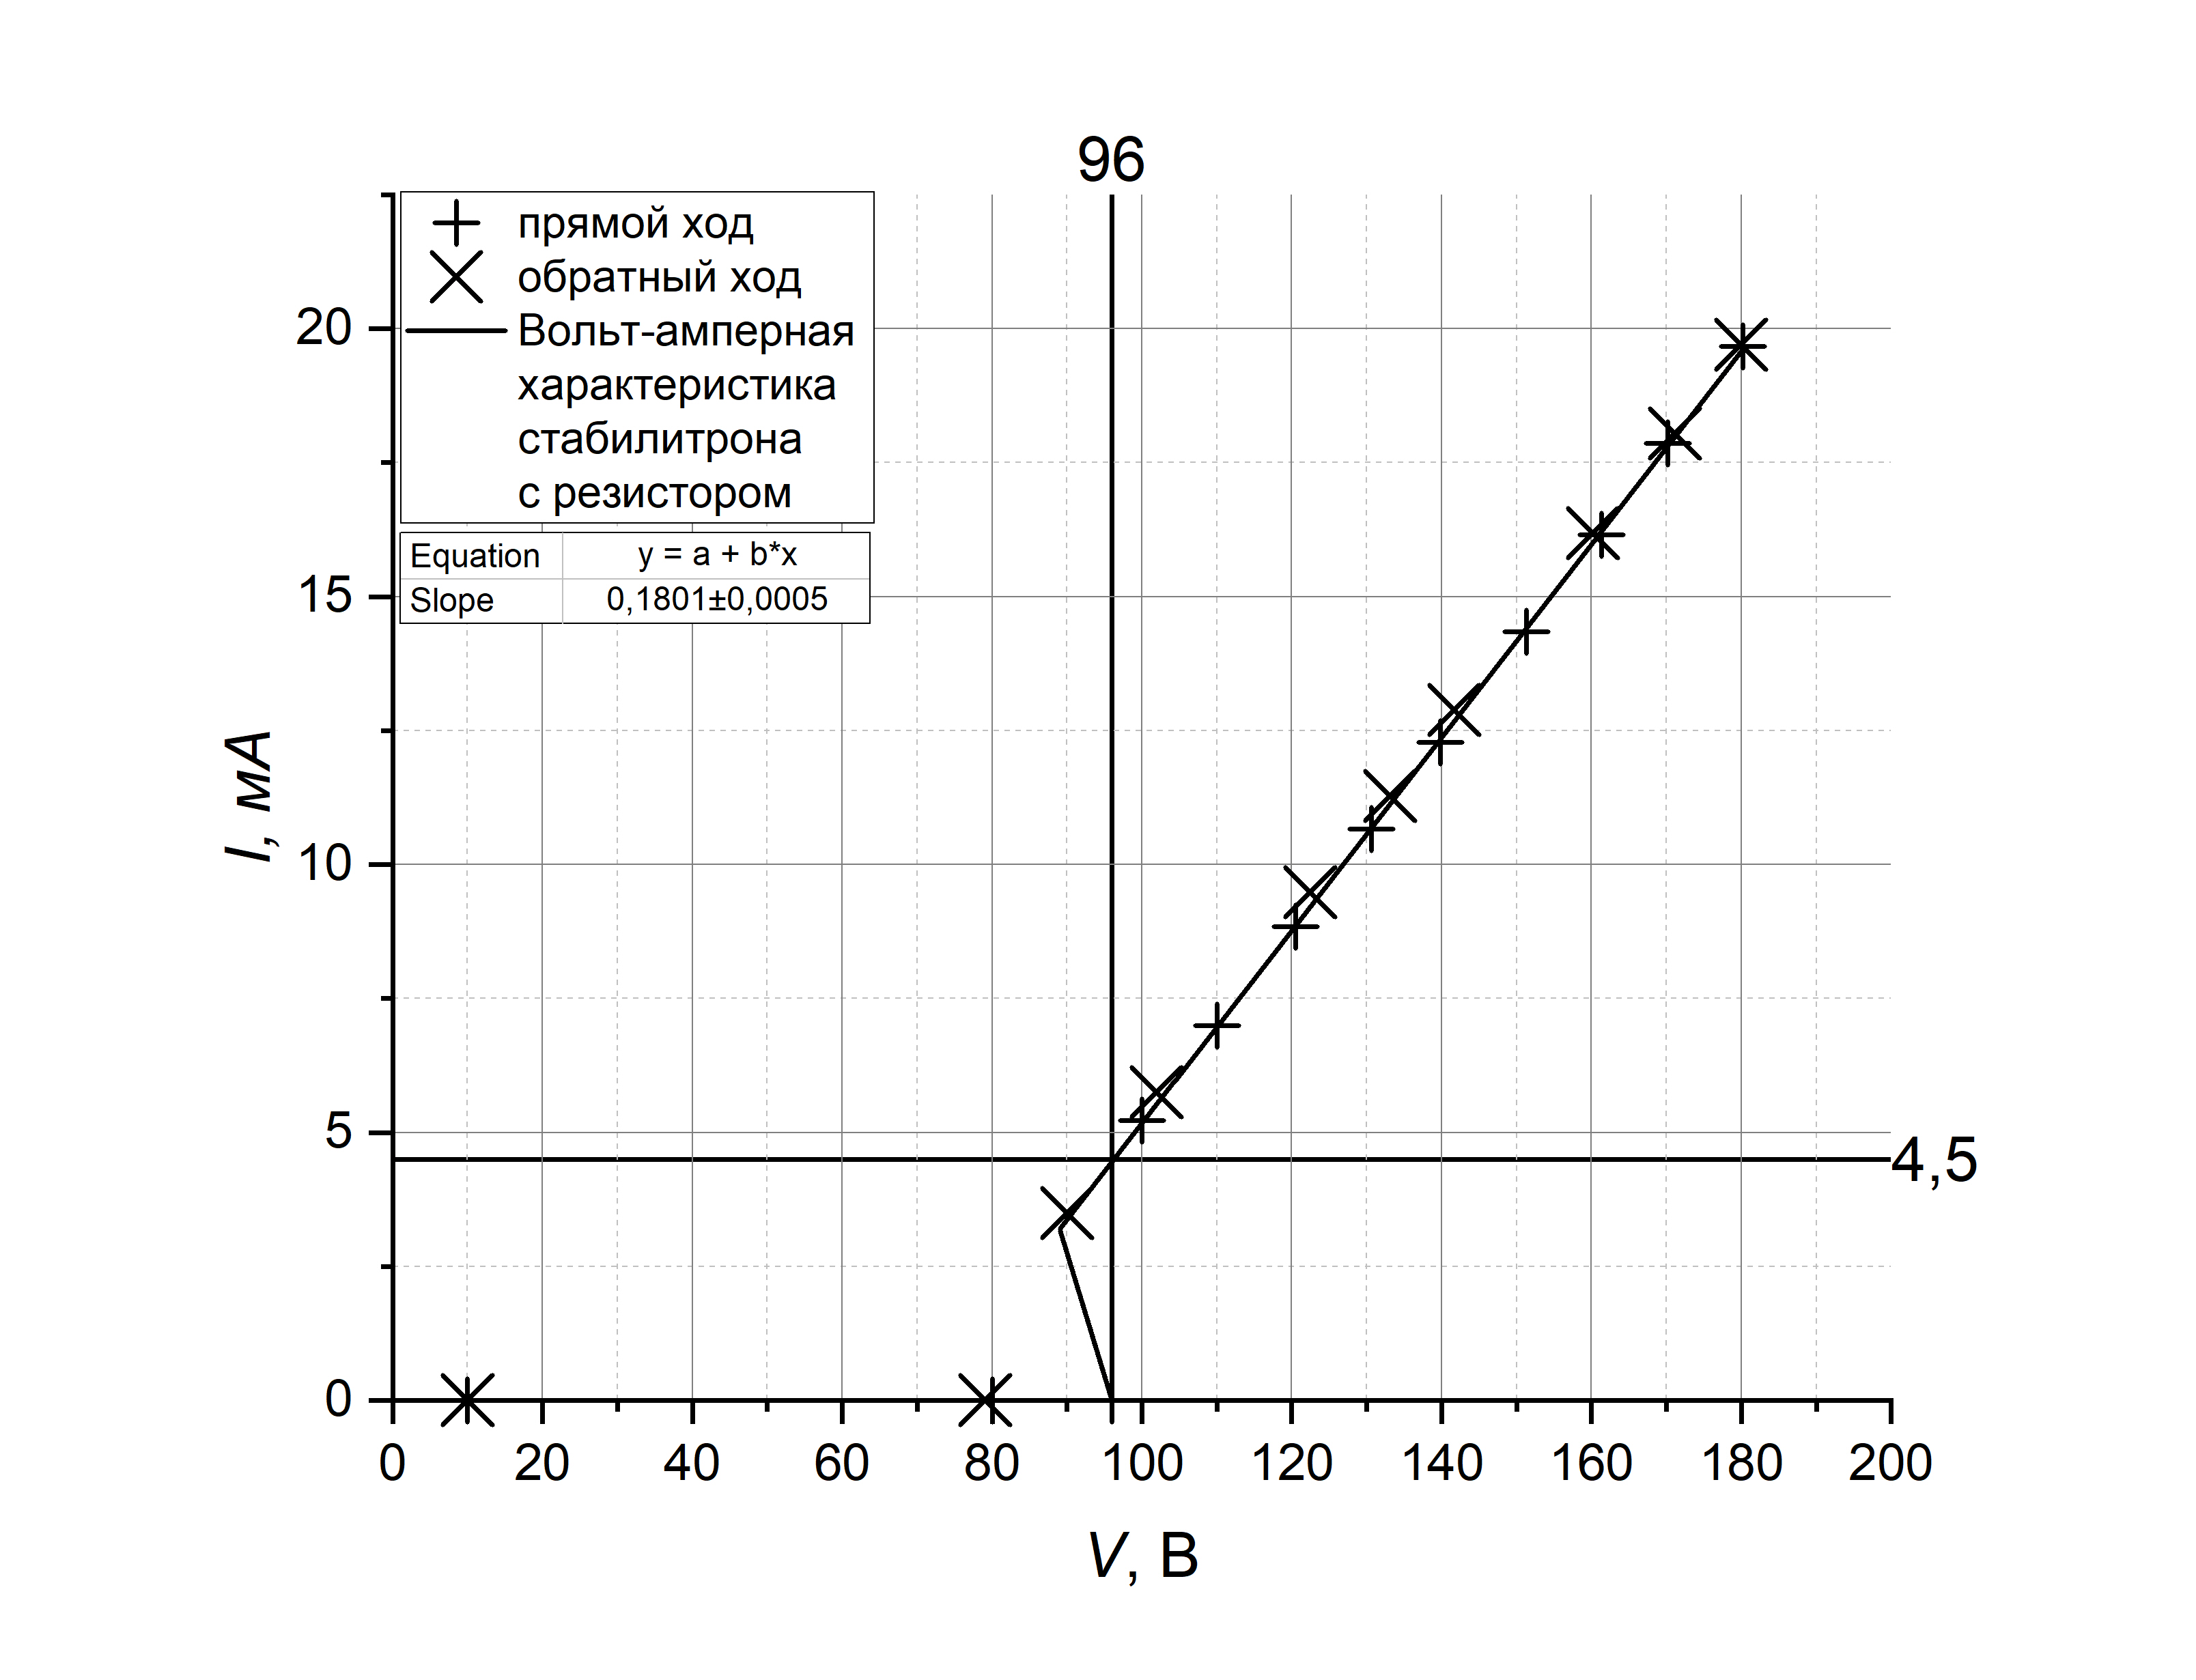 96
прямой ход
обратный ход
Вольт-амперная
характеристика
стабилитрона
с резистором
Equation y = a + b*x
Slope 0,1801±0,0005
20
15
10
5
0
I, мА
4,5
0 20 40 60 80 100 120 140 160 180 200
V, В